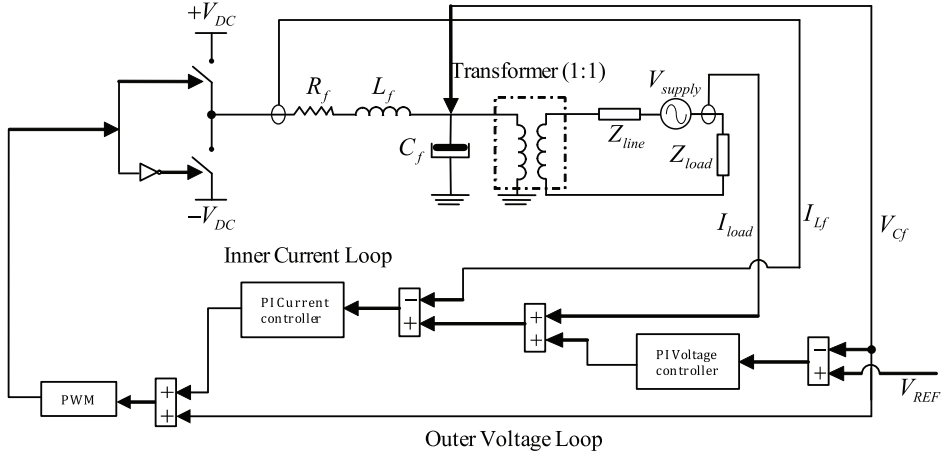 +V_DC
Transformer (1:1)
R_f
L_f
V_supply
C_f
Z_line
Z_load
−V_DC
I_load
I_Lf
V_Cf
Inner Current Loop
PI Current
controller
−
+
+
+
PI Voltage
controller
−
+
V_REF
PWM
+
+
Outer Voltage Loop